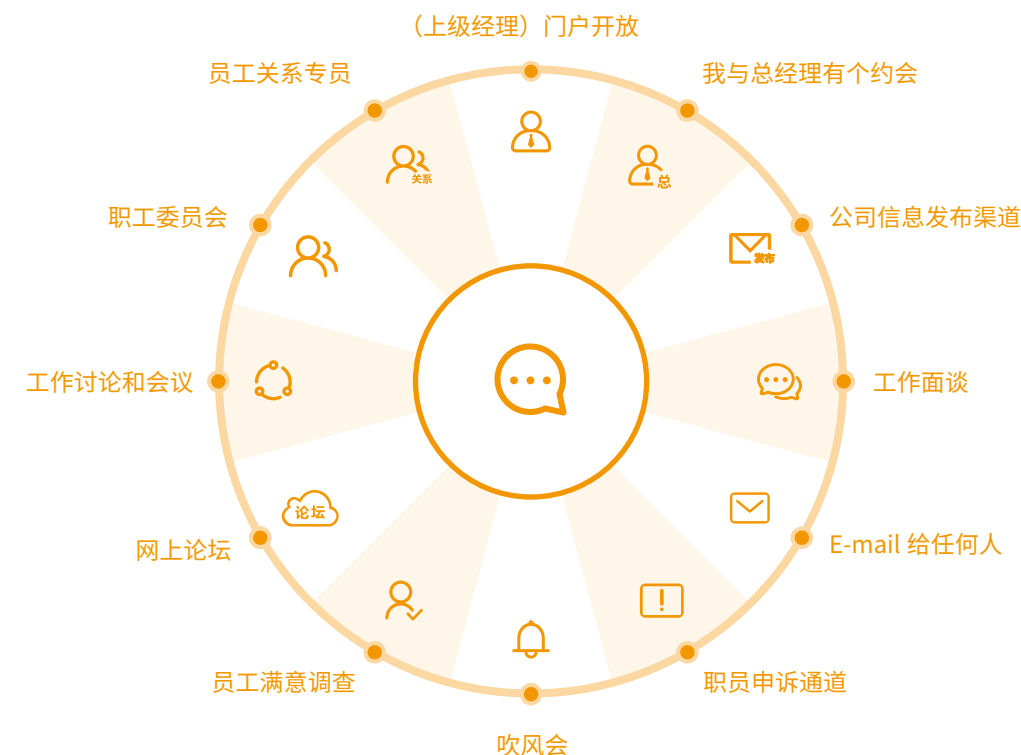 （上级经理）门户开放
员工关系专员
我与总经理有个约会
关系
总
职工委员会
公司信息发布渠道
发布
工作讨论和会议
工作面谈
论坛
网上论坛
E-mail 给任何人
员工满意调查
职员申诉通道
吹风会